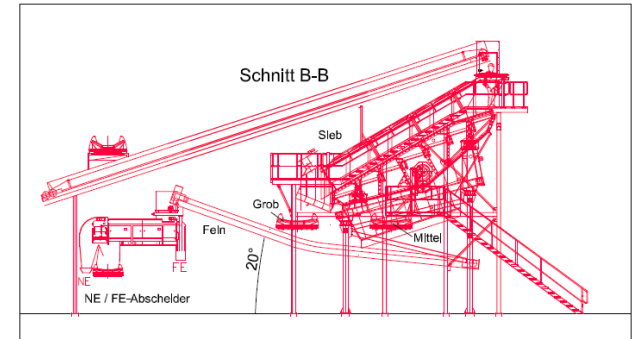 Schnitt B-B
Sieb
Grob
Fein
Mittel
20°
FE
NE
NE / FE-Abscheider